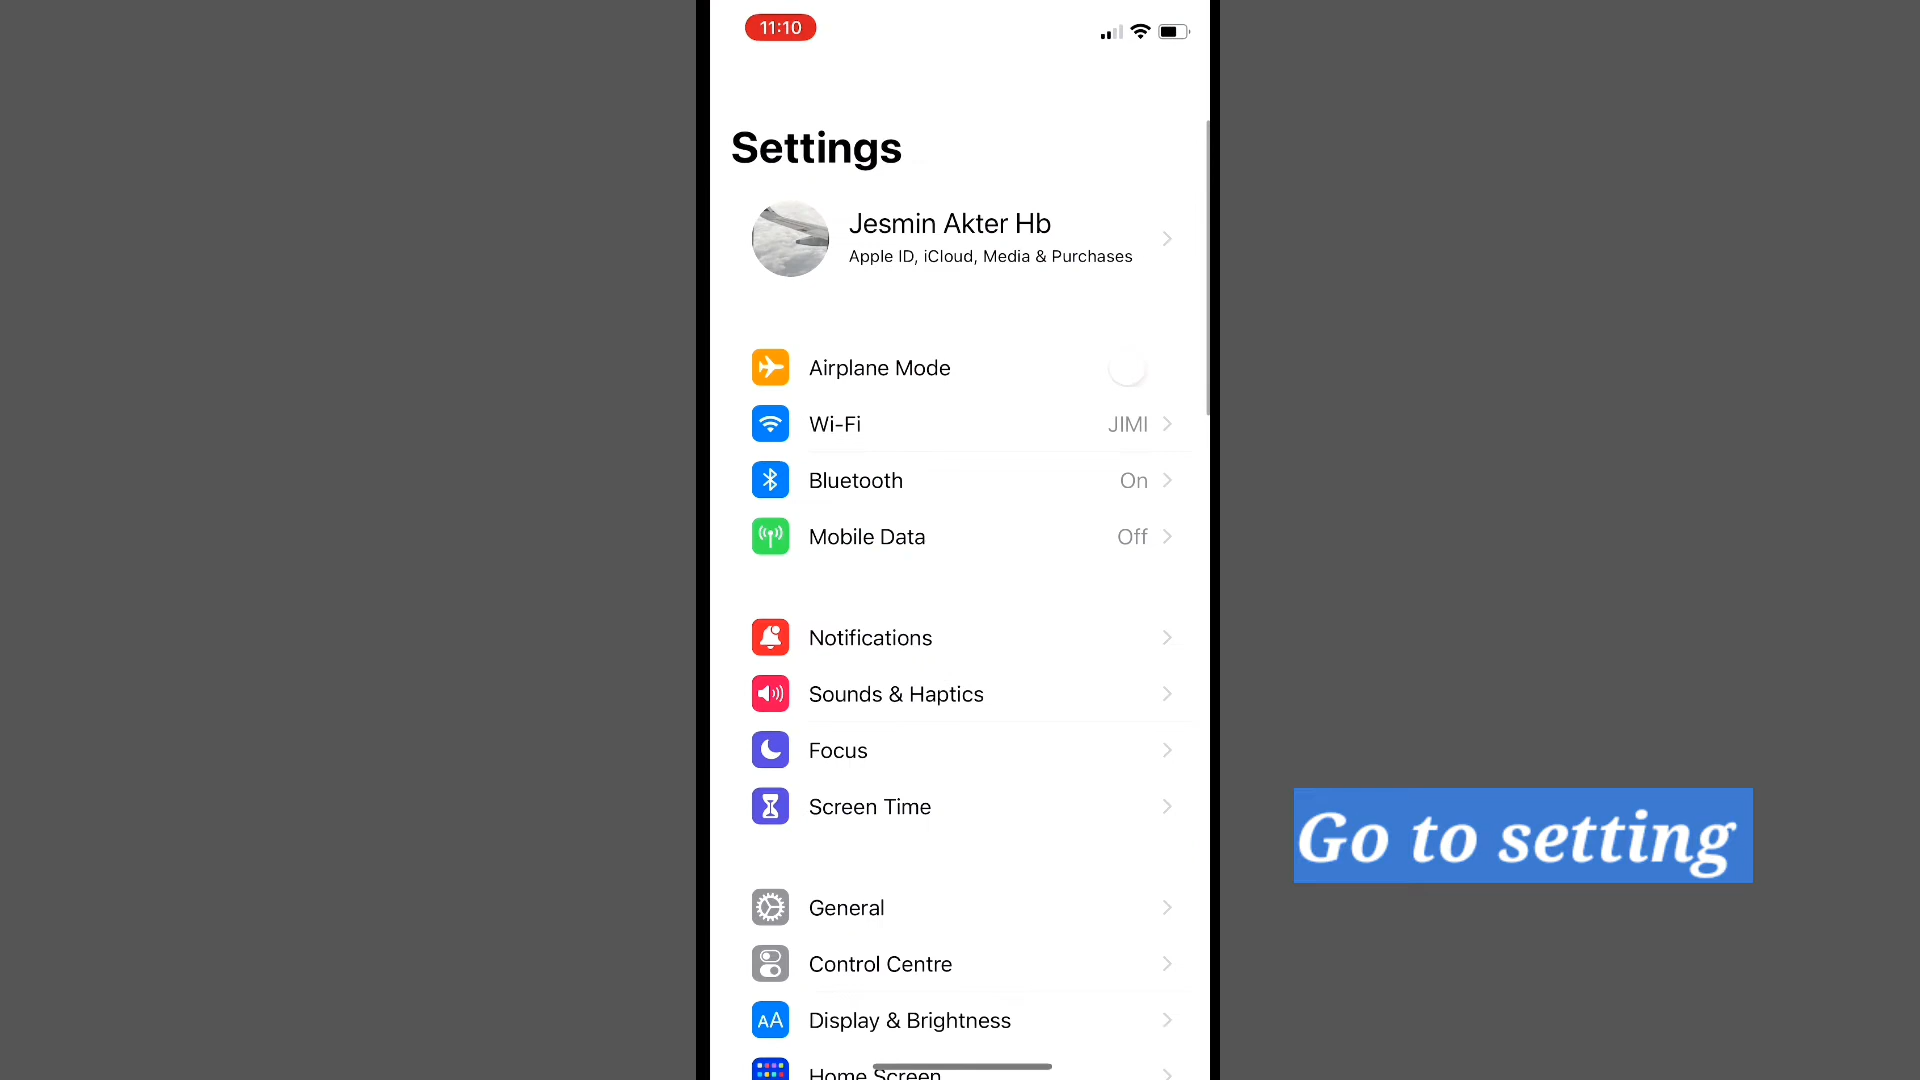 11:10
Settings
Jesmin Akter Hb
Apple ID, iCloud, Media & Purchases
Airplane Mode
Wi-Fi JIMI
Bluetooth On
Mobile Data Off
Notifications
Sounds & Haptics
Focus
Screen Time
Go to setting
General
Control Centre
AA Display & Brightness
Home Screen